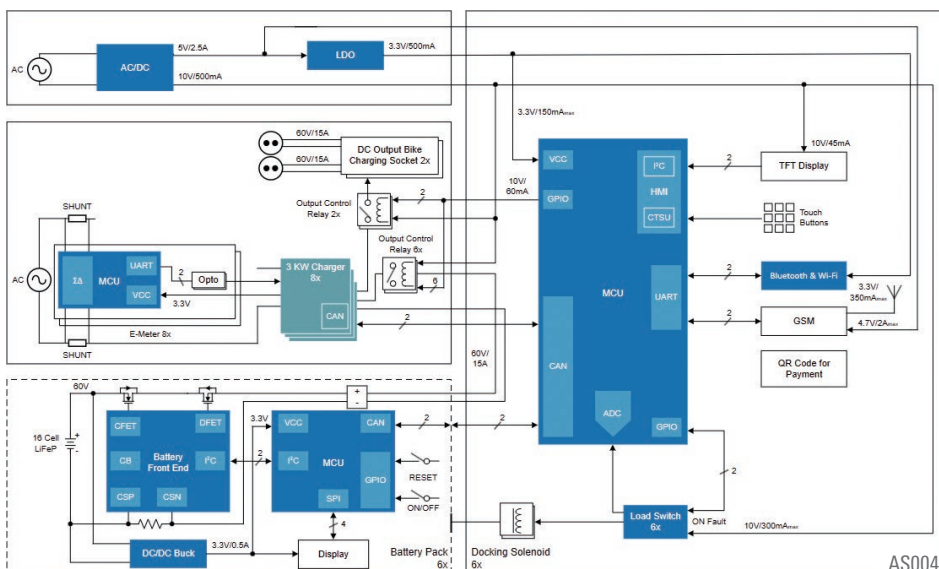 AC
AC/DC
5V/2.5A
10V/500mA
LDO
3.3V/500mA
60V/15A
60V/15A
DC Output Bike
Charging Socket 2x
Output Control
Relay 2x
2
Output Control
Relay 6x
6
SHUNT
AC
ΣΔ
MCU
UART
VCC
2
3.3V
Opto
E-Meter 8x
SHUNT
3 KW Charger
8x
CAN
2
60V/
15A
10V/
60mA
3.3V/150mAmax
VCC
GPIO
CAN
MCU
I²C
HMI
CTSU
UART
ADC
GPIO
10V/45mA
2
TFT Display
Touch
Buttons
2
Bluetooth & Wi-Fi
3.3V/
350mAmax
2
GSM
4.7V/2Amax
QR Code for
Payment
2
ON Fault
Load Switch
6x
10V/300mAmax
Docking Solenoid
6x
60V
16 Cell
LiFeP
+
-
CFET
DFET
CB
Battery
Front End
I²C
CSP
CSN
2
DC/DC Buck
3.3V/0.5A
3.3V
+
-
VCC
CAN
I²C
MCU
GPIO
SPI
4
Display
2
2
RESET
ON/OFF
Battery Pack
6x
AS004